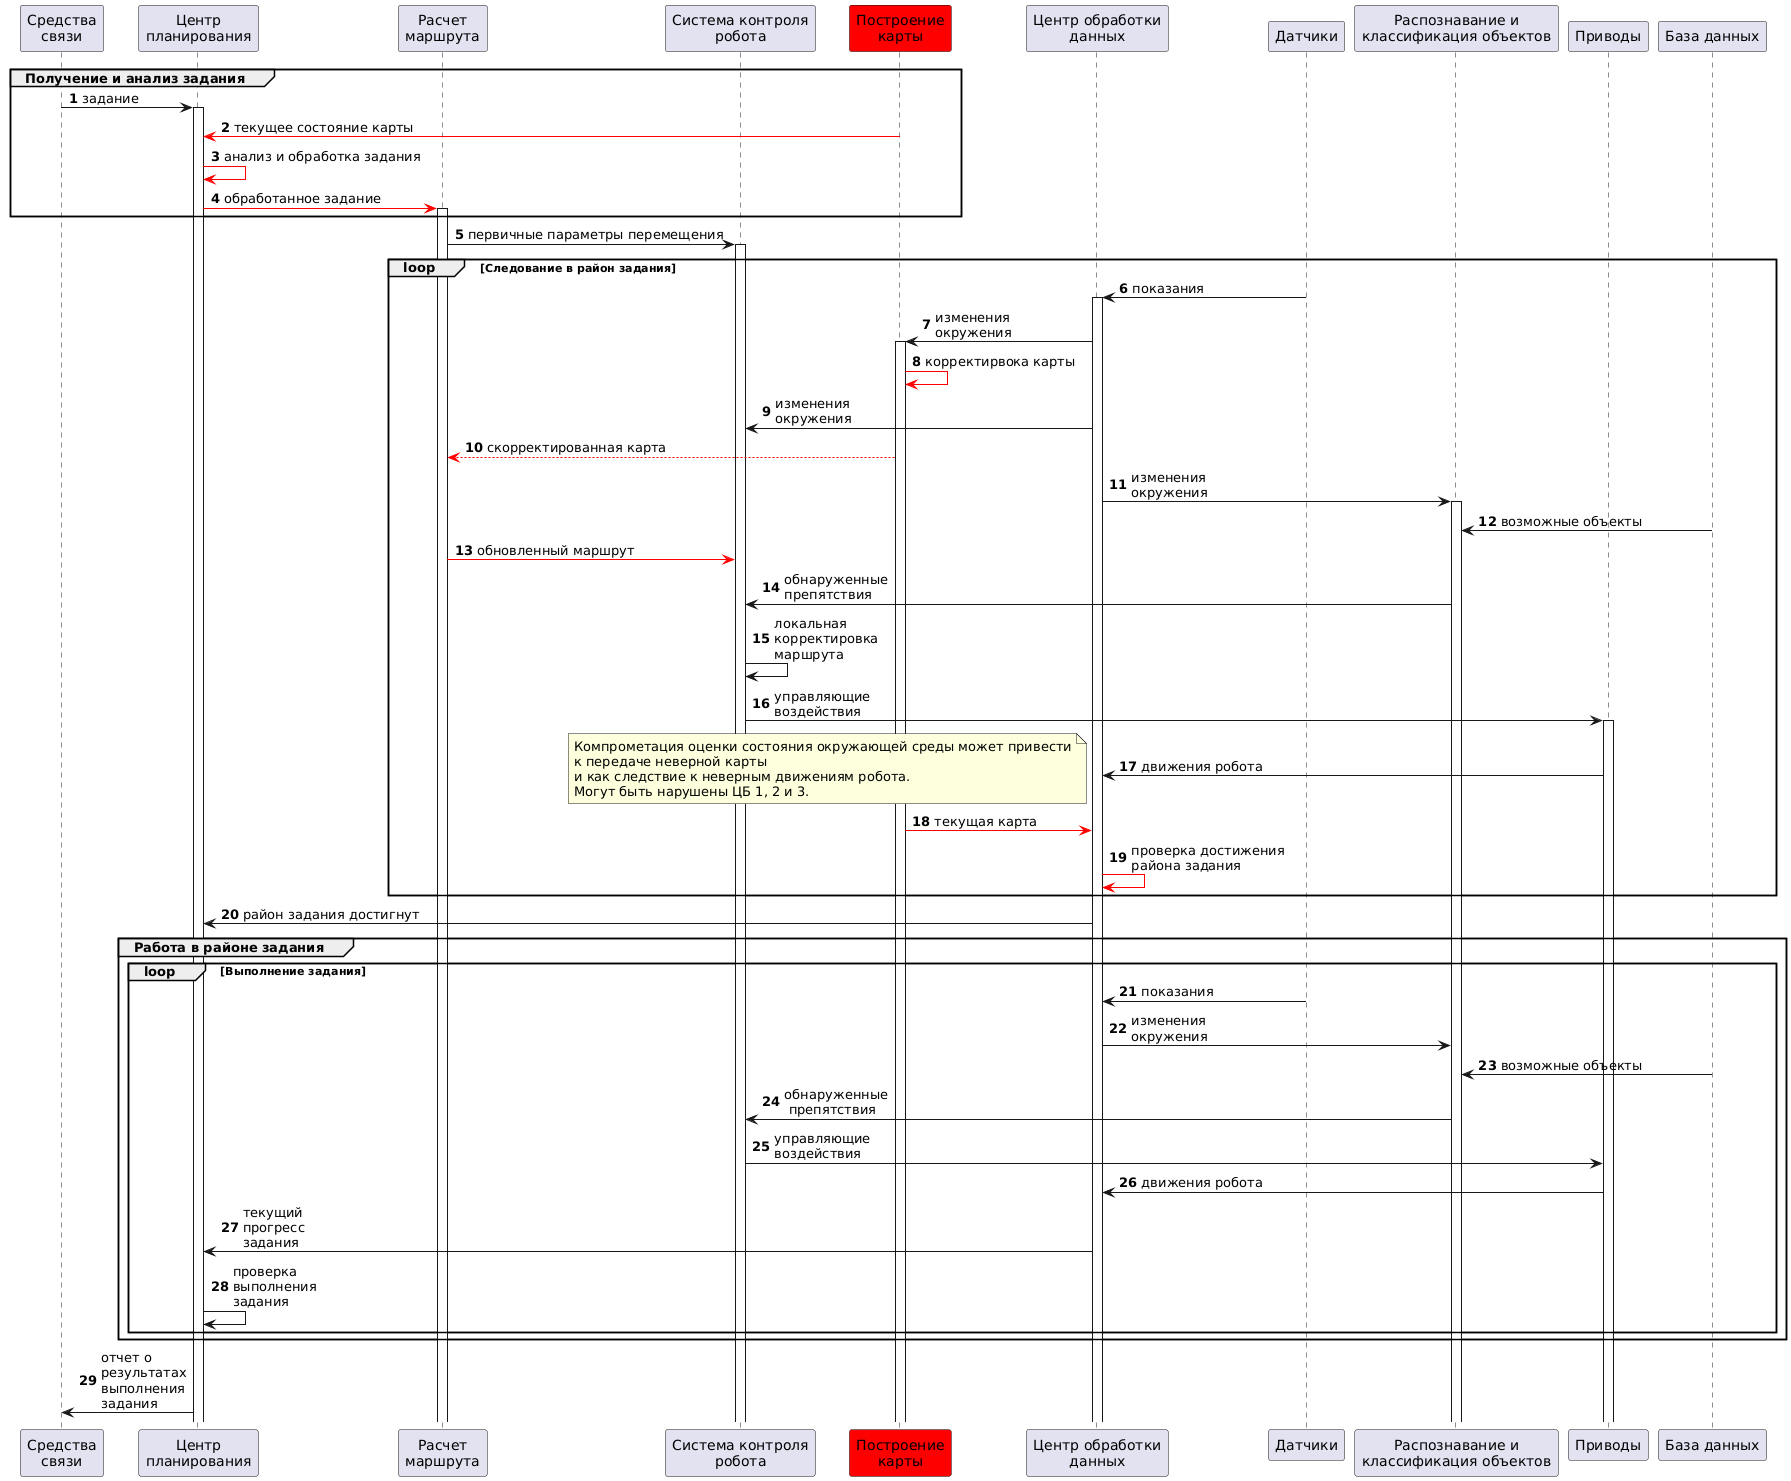 Средства
связи
Центр
планирования
Расчет
маршрута
Система контроля
робота
Построение
карты
Центр обработки
данных
Датчики
Распознавание и
классификация объектов
Приводы
База данных
Получение и анализ задания
1 задание
2 текущее состояние карты
3 анализ и обработка задания
4 обработанное задание
5 первичные параметры перемещения
loop [Следование в район задания]
6 показания
7 изменения
окружения
8 корректирвока карты
9 изменения
окружения
10 скорректированная карта
11 изменения
окружения
12 возможные объекты
13 обновленный маршрут
14 обнаруженные
препятствия
15 локальная
корректировка
маршрута
16 управляющие
воздействия
Компрометация оценки состояния окружающей среды может привести
к передаче неверной карты
и как следствие к неверным движениям робота.
Могут быть нарушены ЦБ 1, 2 и 3.
17 движения робота
18 текущая карта
19 проверка достижения
района задания
20 район задания достигнут
Работа в районе задания
loop [Выполнение задания]
21 показания
22 изменения
окружения
23 возможные объекты
24 обнаруженные
препятствия
25 управляющие
воздействия
26 движения робота
27 текущий
прогресс
задания
28 проверка
выполнения
задания
29 отчет о
результатах
выполнения
задания
Средства
связи
Центр
планирования
Расчет
маршрута
Система контроля
робота
Построение
карты
Центр обработки
данных
Датчики
Распознавание и
классификация объектов
Приводы
База данных